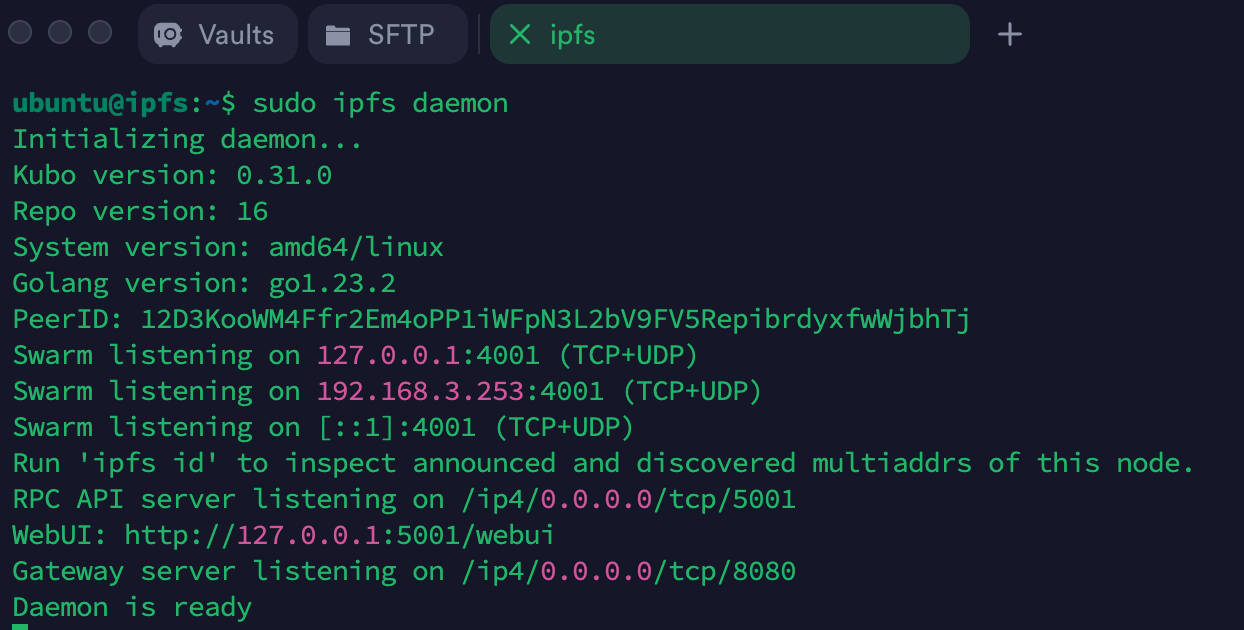 Vaults SFTP ipfs
ubuntu@ipfs:~$ sudo ipfs daemon
Initializing daemon...
Kubo version: 0.31.0
Repo version: 16
System version: amd64/linux
Golang version: go1.23.2
PeerID: 12D3KooWM4Ffr2Em4oPP1iWFpN3L2bV9FV5RepibrdyxfwWjbhTj
Swarm listening on 127.0.0.1:4001 (TCP+UDP)
Swarm listening on 192.168.3.253:4001 (TCP+UDP)
Swarm listening on [::1]:4001 (TCP+UDP)
Run 'ipfs id' to inspect announced and discovered multiaddrs of this node.
RPC API server listening on /ip4/0.0.0.0/tcp/5001
WebUI: http://127.0.0.1:5001/webui
Gateway server listening on /ip4/0.0.0.0/tcp/8080
Daemon is ready